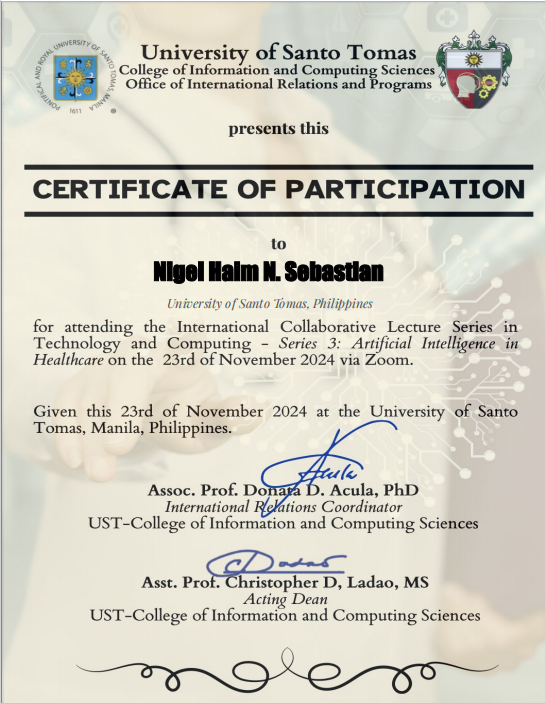 PONTIFICAL AND ROYAL UNIVERSITY OF SANTO TOMAS, MANILA
1611
University of Santo Tomas
College of Information and Computing Sciences
Office of International Relations and Programs
presents this
CERTIFICATE OF PARTICIPATION
to
Nigel Haim N. Sebastian
University of Santo Tomas, Philippines
for attending the International Collaborative Lecture Series in
Technology and Computing - Series 3: Artificial Intelligence in
Healthcare on the 23rd of November 2024 via Zoom.
Given this 23rd of November 2024 at the University of Santo
Tomas, Manila, Philippines.
Acula
Assoc. Prof. Donata D. Acula, PhD
International Relations Coordinator
UST-College of Information and Computing Sciences
CDadao
Asst. Prof. Christopher D, Ladao, MS
Acting Dean
UST-College of Information and Computing Sciences